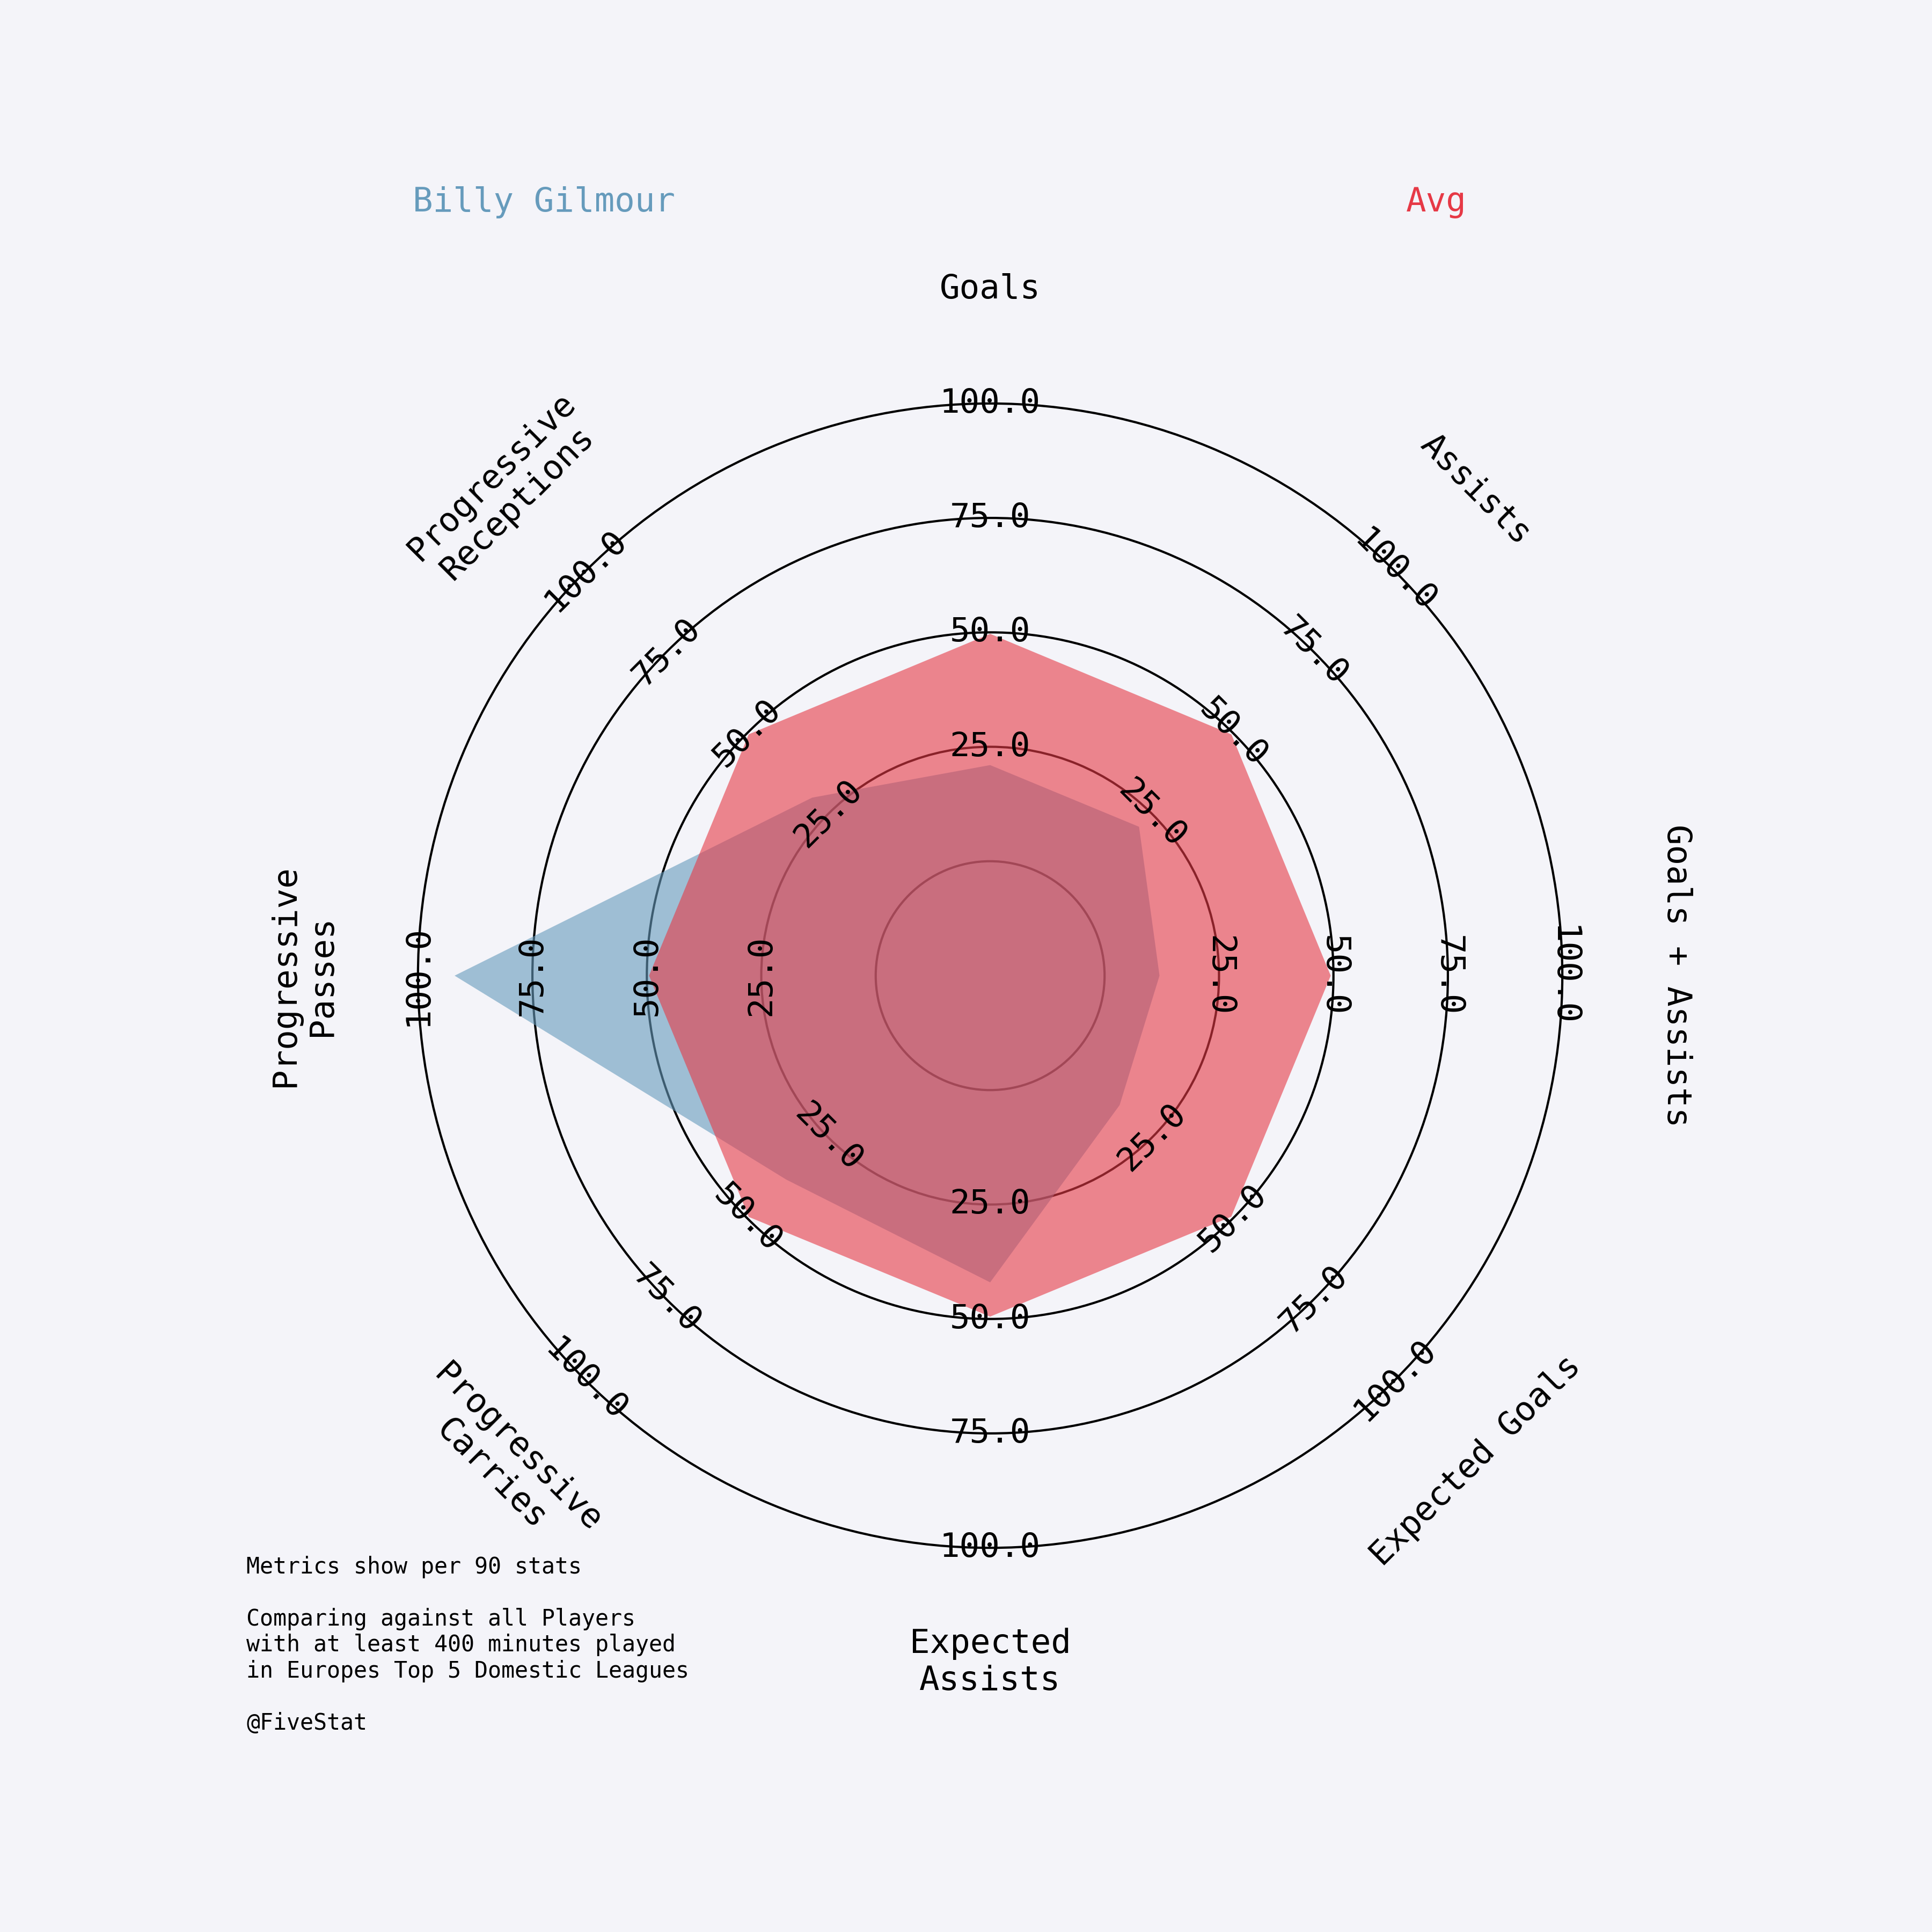 Billy Gilmour
Avg
Goals
Assists
Goals + Assists
Expected Goals
Expected
Assists
Progressive
Carries
Progressive
Passes
Progressive
Receptions
25.0
50.0
75.0
100.0
25.0
50.0
75.0
100.0
25.0
50.0
75.0
100.0
25.0
50.0
75.0
100.0
25.0
50.0
75.0
100.0
25.0
50.0
75.0
100.0
25.0
50.0
75.0
100.0
25.0
50.0
75.0
100.0
Metrics show per 90 stats
Comparing against all Players
with at least 400 minutes played
in Europes Top 5 Domestic Leagues
@FiveStat